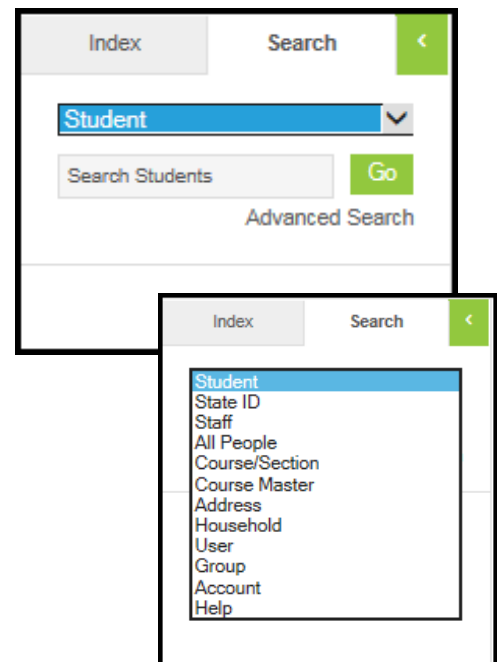 Index Search <
Student
Search Students Go
Advanced Search
Index Search <
Student
State ID
Staff
All People
Course/Section
Course Master
Address
Household
User
Group
Account
Help